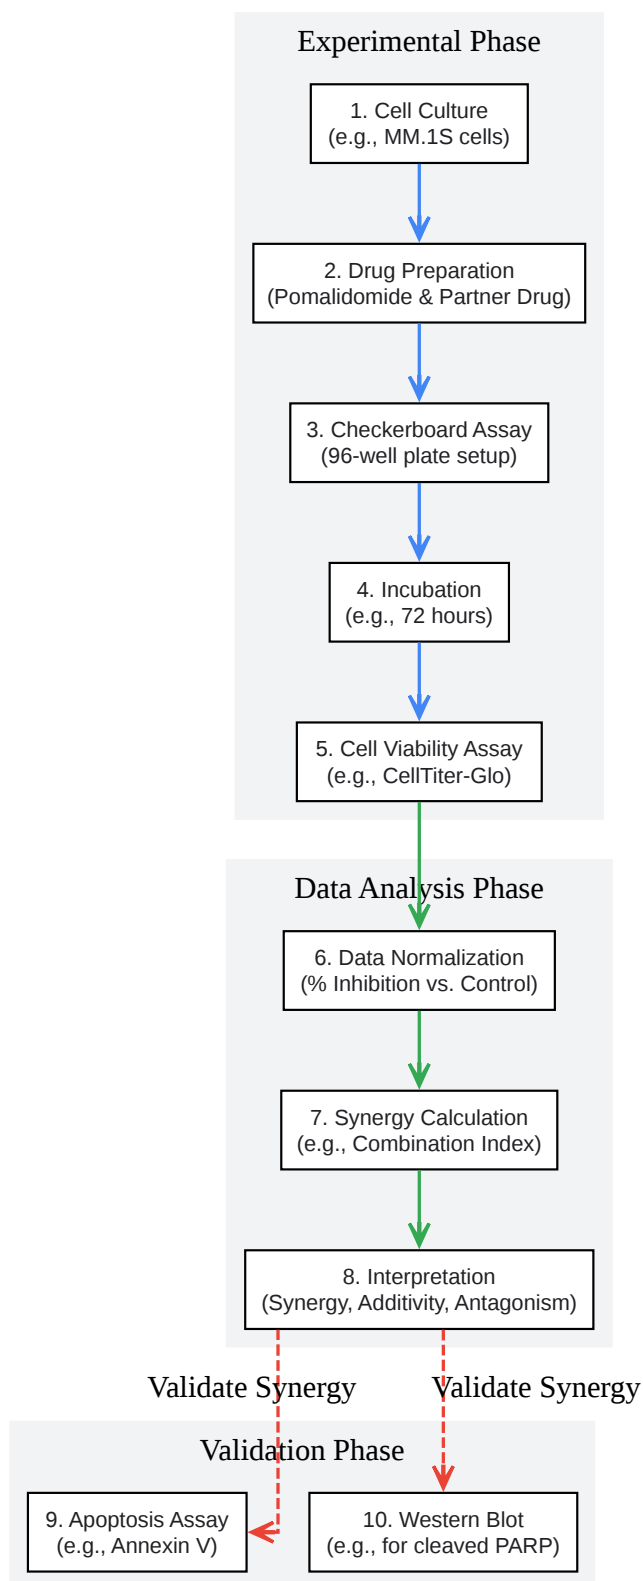 Experimental Phase
1. Cell Culture
(e.g., MM.1S cells)
2. Drug Preparation
(Pomalidomide & Partner Drug)
3. Checkerboard Assay
(96-well plate setup)
4. Incubation
(e.g., 72 hours)
5. Cell Viability Assay
(e.g., CellTiter-Glo)
Data Analysis Phase
6. Data Normalization
(% Inhibition vs. Control)
7. Synergy Calculation
(e.g., Combination Index)
8. Interpretation
(Synergy, Additivity, Antagonism)
Validate Synergy
Validate Synergy
Validation Phase
9. Apoptosis Assay
(e.g., Annexin V)
10. Western Blot
(e.g., for cleaved PARP)